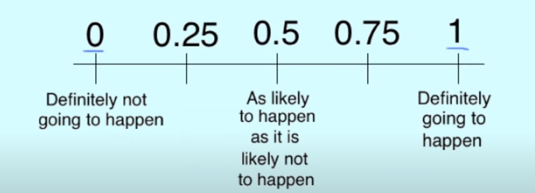 0 0.25 0.5 0.75 1
Definitely not
going to happen
As likely
to happen
as it is
likely not
to happen
Definitely
going to
happen